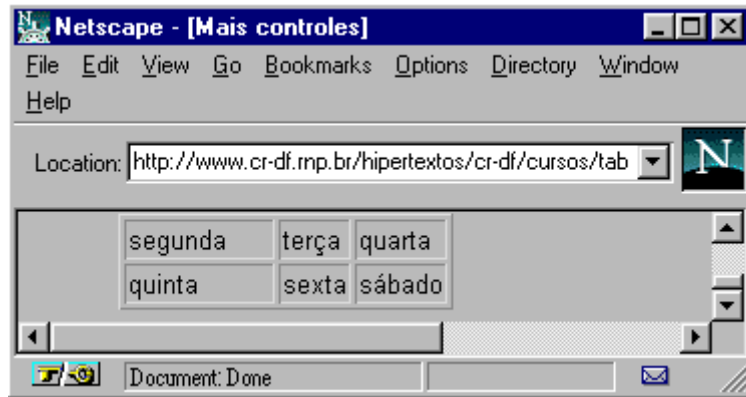 Netscape - [Mais controles]
File Edit View Go Bookmarks Options Directory Window
Help
Location: http://www.cr-df.rnp.br/hipertextos/cr-df/cursos/tab
N
segunda terça quarta
quinta sexta sábado
Document: Done